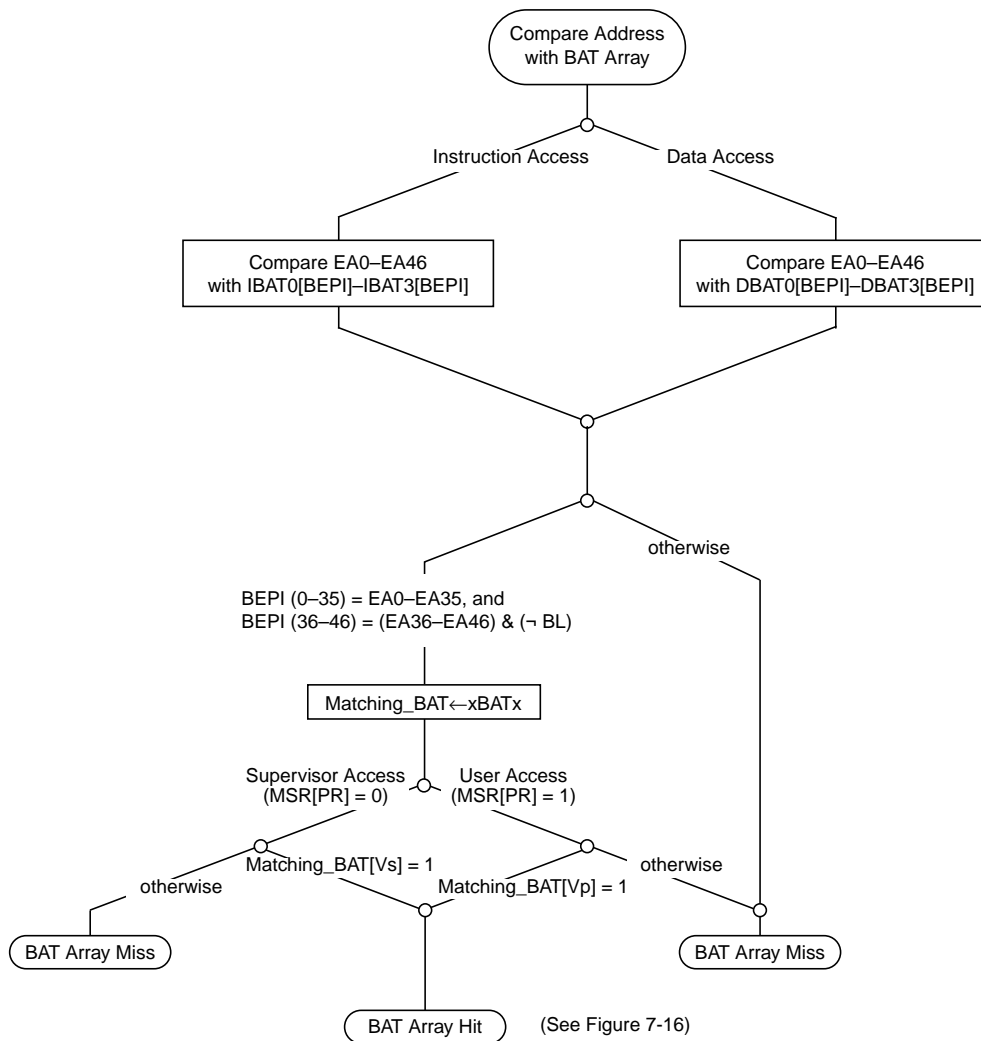 Compare Address
with BAT Array
Instruction Access
Data Access
Compare EA0–EA46
with IBAT0[BEPI]–IBAT3[BEPI]
Compare EA0–EA46
with DBAT0[BEPI]–DBAT3[BEPI]
otherwise
BEPI (0–35) = EA0–EA35, and
BEPI (36–46) = (EA36–EA46) & (¬ BL)
Matching_BAT←xBATx
Supervisor Access
(MSR[PR] = 0)
User Access
(MSR[PR] = 1)
Matching_BAT[Vs] = 1
otherwise
otherwise
Matching_BAT[Vp] = 1
BAT Array Miss
BAT Array Miss
BAT Array Hit
(See Figure 7-16)